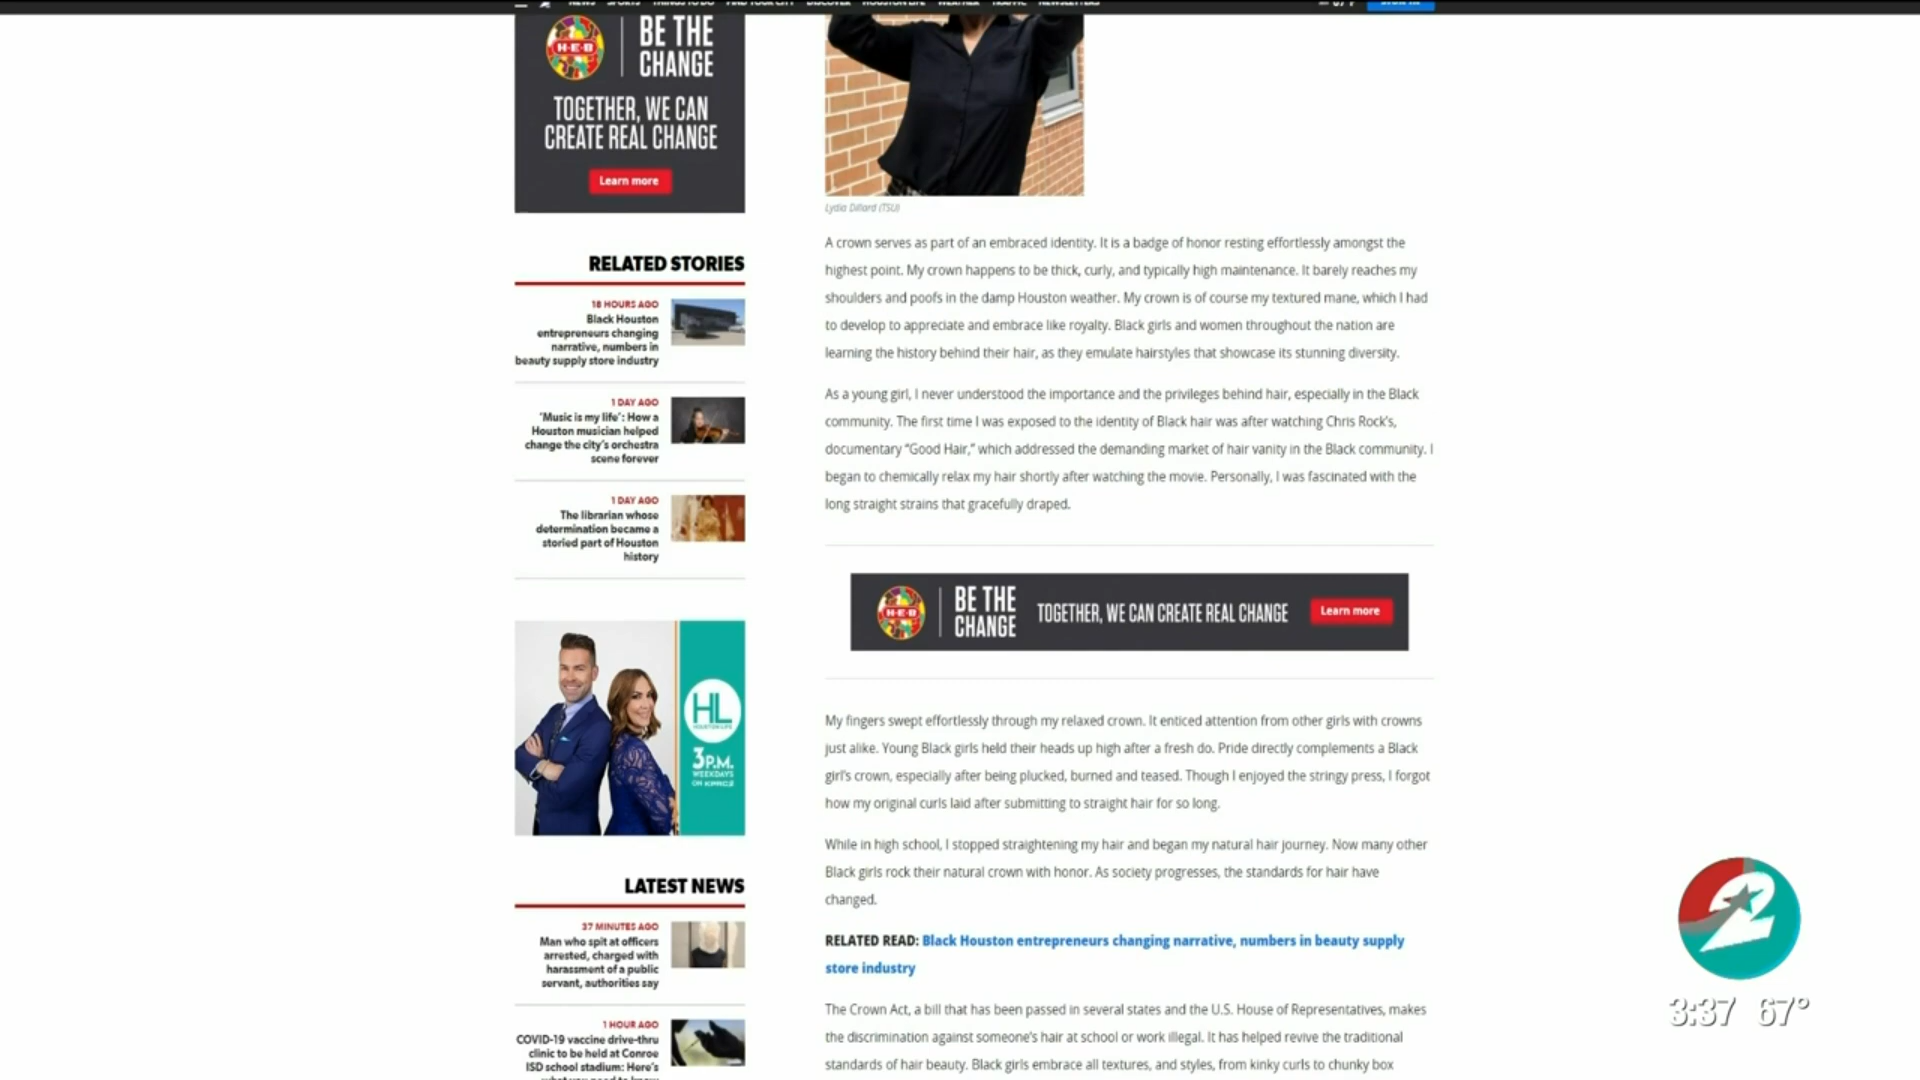 BE THE
CHANGE
H-E-B
TOGETHER, WE CAN
CREATE REAL CHANGE
Learn more
RELATED STORIES
18 HOURS AGO
Black Houston
entrepreneurs changing
narrative, numbers in
beauty supply store industry
1 DAY AGO
'Music is my life': How a
Houston musician helped
change the city's orchestra
scene forever
1 DAY AGO
The librarian whose
determination became a
storied part of Houston
history
HL
HOUSTON LIFE
3P.M.
WEEKDAYS
ON KPRC2
LATEST NEWS
37 MINUTES AGO
Man who spit at officers
arrested, charged with
harassment of a public
servant, authorities say
1 HOUR AGO
COVID-19 vaccine drive-thru
clinic to be held at Conroe
ISD school stadium: Here's
what you need to know
Lydia Dillard (TSU)
A crown serves as part of an embraced identity. It is a badge of honor resting effortlessly amongst the
highest point. My crown happens to be thick, curly, and typically high maintenance. It barely reaches my
shoulders and poofs in the damp Houston weather. My crown is of course my textured mane, which I had
to develop to appreciate and embrace like royalty. Black girls and women throughout the nation are
learning the history behind their hair, as they emulate hairstyles that showcase its stunning diversity.
As a young girl, I never understood the importance and the privileges behind hair, especially in the Black
community. The first time I was exposed to the identity of Black hair was after watching Chris Rock's,
documentary "Good Hair," which addressed the demanding market of hair vanity in the Black community. I
began to chemically relax my hair shortly after watching the movie. Personally, I was fascinated with the
long straight strains that gracefully draped.
H-E-B
BE THE
CHANGE
TOGETHER, WE CAN CREATE REAL CHANGE
Learn more
My fingers swept effortlessly through my relaxed crown. It enticed attention from other girls with crowns
just alike. Young Black girls held their heads up high after a fresh do. Pride directly complements a Black
girl's crown, especially after being plucked, burned and teased. Though I enjoyed the stringy press, I forgot
how my original curls laid after submitting to straight hair for so long.
While in high school, I stopped straightening my hair and began my natural hair journey. Now many other
Black girls rock their natural crown with honor. As society progresses, the standards for hair have
changed.
RELATED READ: Black Houston entrepreneurs changing narrative, numbers in beauty supply
store industry
The Crown Act, a bill that has been passed in several states and the U.S. House of Representatives, makes
the discrimination against someone's hair at school or work illegal. It has helped revive the traditional
standards of hair beauty. Black girls embrace all textures, and styles, from kinky curls to chunky box
2
3:37 67°